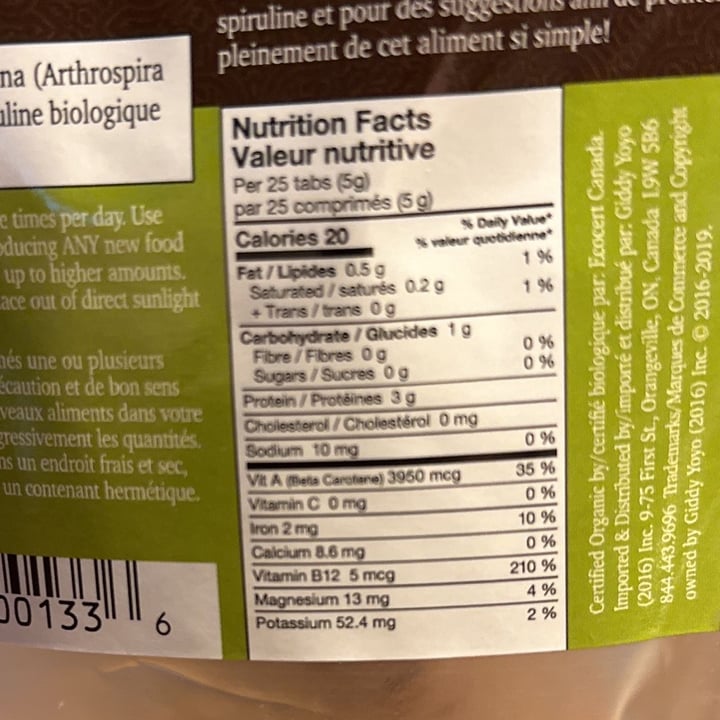 spiruline et pour des suggestions
pleinement de cet aliment si simple!
na (Arthrospira
uline biologique
e times per day. Use
ducing ANY new food
up to higher amounts.
ace out of direct sunlight
és une ou plusieurs
écaution et de bon sens
veaux aliments dans votre
gressivement les quantités.
ns un endroit frais et sec,
un contenant hermétique.
00133 6
Nutrition Facts
Valeur nutritive
Per 25 tabs (5g)
par 25 comprimés (5 g)
Calories 20
% Daily Value*
% valeur quotidienne*
Fat / Lipides 0.5 g 1 %
Saturated / saturés 0.2 g 1 %
+ Trans / trans 0 g
Carbohydrate / Glucides 1 g
Fibre / Fibres 0 g 0 %
Sugars / Sucres 0 g 0 %
Protein / Protéines 3 g
Cholesterol / Cholestérol 0 mg
Sodium 10 mg 0 %
Vit A (Beta Carotene) 3950 mcg 35 %
Vitamin C 0 mg 0 %
Iron 2 mg 10 %
Calcium 8.6 mg 0 %
Vitamin B12 5 mcg 210 %
Magnesium 13 mg 4 %
Potassium 52.4 mg 2 %
Certified Organic by/certifié biologique par: Ecocert Canada.
Imported & Distributed by/importé et distribué par: Giddy Yoyo
(2016) Inc. 9-75 First St., Orangeville, ON, Canada L9W 5B6
844.443.9696 Trademarks/Marques de Commerce and Copyright
owned by Giddy Yoyo (2016) Inc. © 2016-2019.